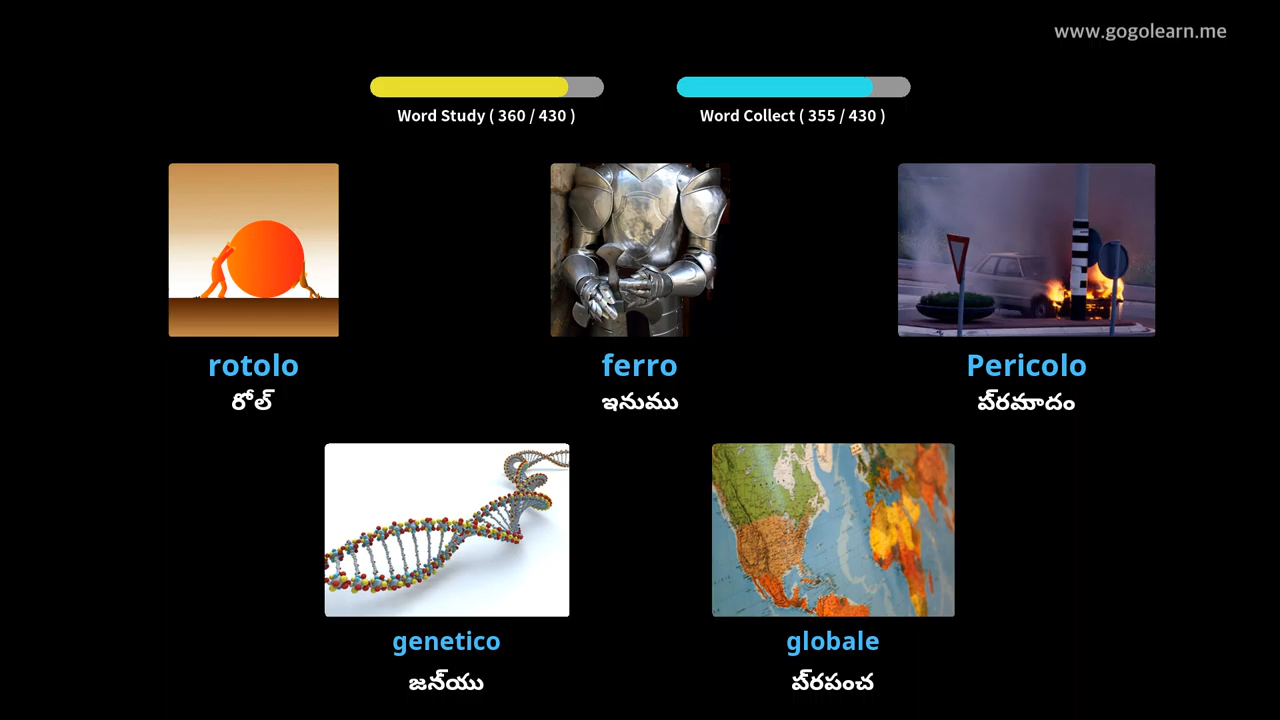 www.gogolearn.me
Word Study ( 360 / 430 )
Word Collect ( 355 / 430 )
rotolo
ferro
Pericolo
రోల్
ఇనుము
ప్రమాదం
genetico
globale
జన్యు
ప్రపంచ